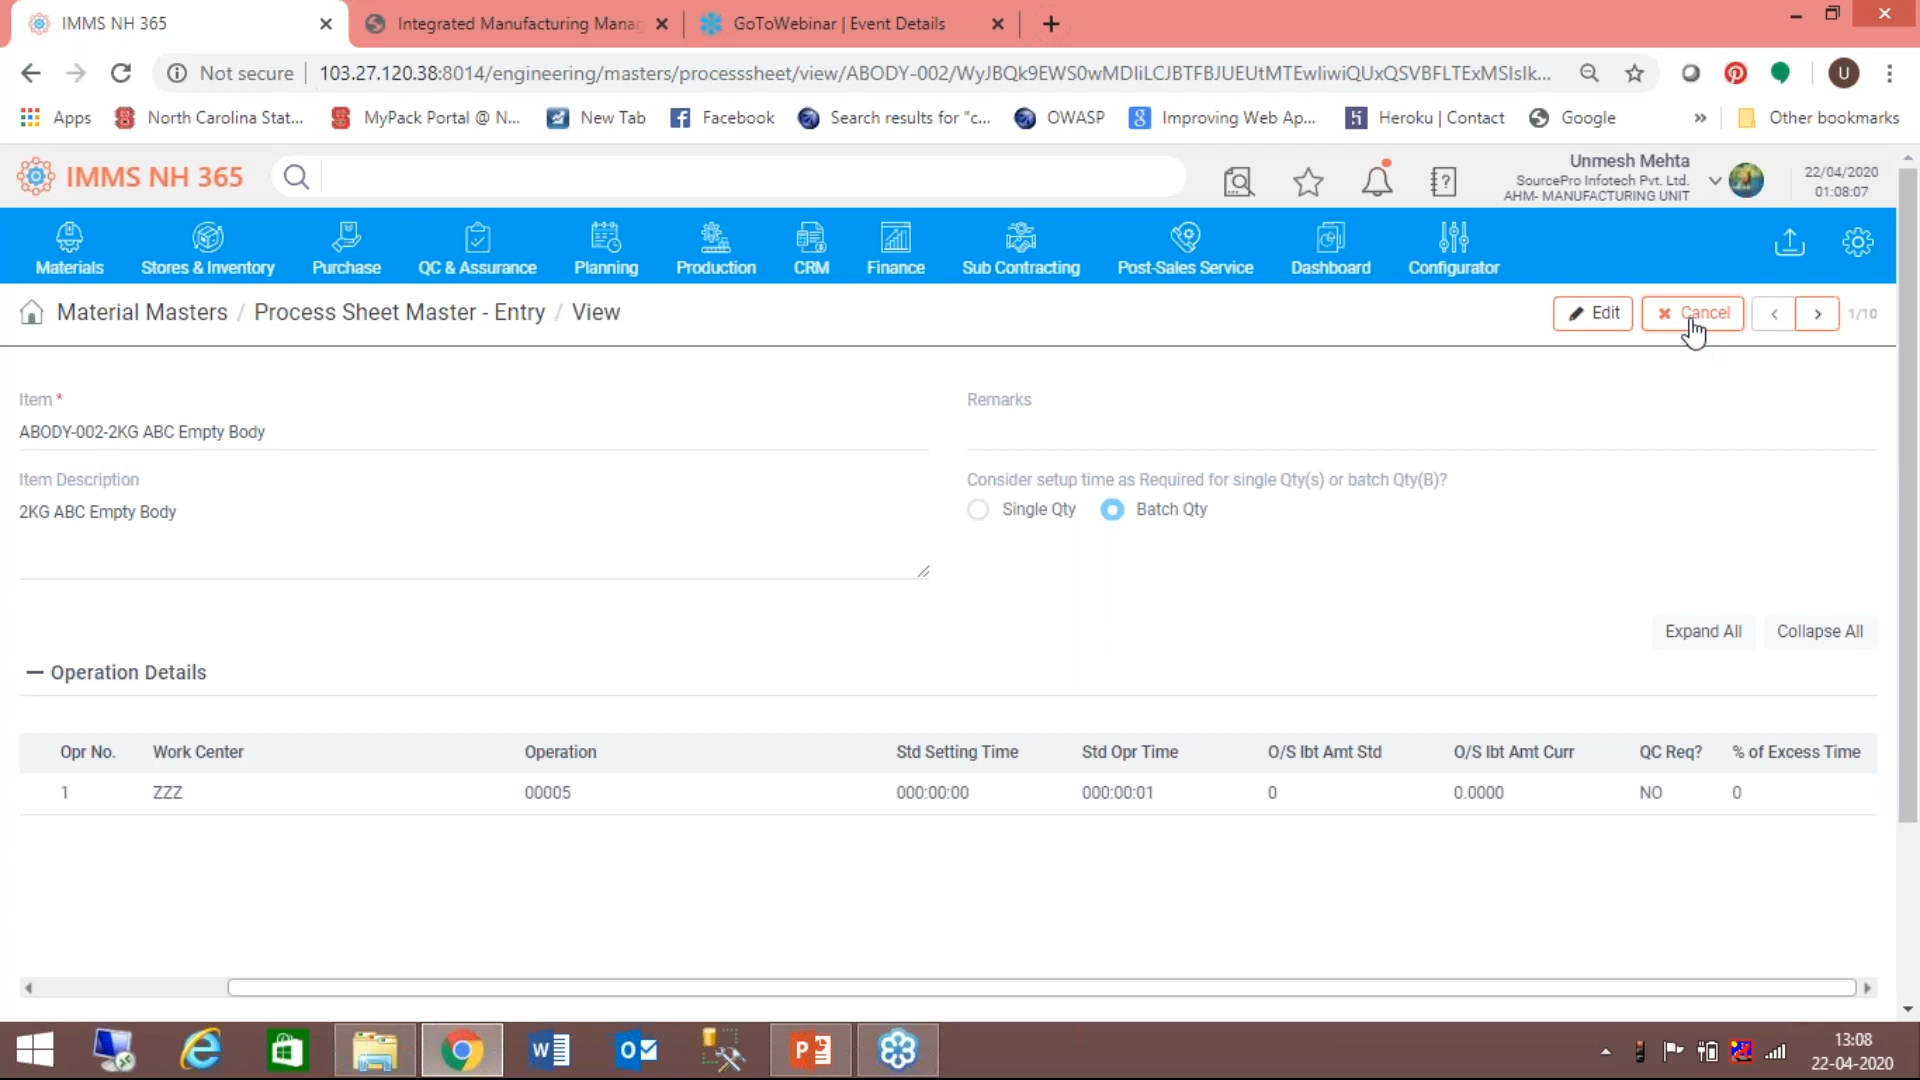 IMMS NH 365
Integrated Manufacturing Mana
GoToWebinar | Event Details
Not secure
103.27.120.38:8014/engineering/masters/processsheet/view/ABODY-002/WyJBQk9EWS0wMDIiLCJBTFBJUEUtMTEwIiwiQUxQSVBFLTExMSIsIk...
U
Apps
North Carolina Stat...
MyPack Portal @ N...
New Tab
Facebook
Search results for "c...
OWASP
Improving Web Ap...
Heroku | Contact
Google
»
Other bookmarks
IMMS NH 365
Unmesh Mehta
SourcePro Infotech Pvt. Ltd.
AHM- MANUFACTURING UNIT
22/04/2020
01:08:07
Materials
Stores & Inventory
Purchase
QC & Assurance
Planning
Production
CRM
Finance
Sub Contracting
Post-Sales Service
Dashboard
Configurator
Material Masters / Process Sheet Master - Entry / View
Edit
Cancel
1/10
Item *
ABODY-002-2KG ABC Empty Body
Remarks
Item Description
2KG ABC Empty Body
Consider setup time as Required for single Qty(s) or batch Qty(B)?
Single Qty
Batch Qty
Expand All
Collapse All
Operation Details
Opr No. Work Center Operation Std Setting Time Std Opr Time O/S Ibt Amt Std O/S Ibt Amt Curr QC Req? % of Excess Time
1 ZZZ 00005 000:00:00 000:00:01 0 0.0000 NO 0
13:08
22-04-2020